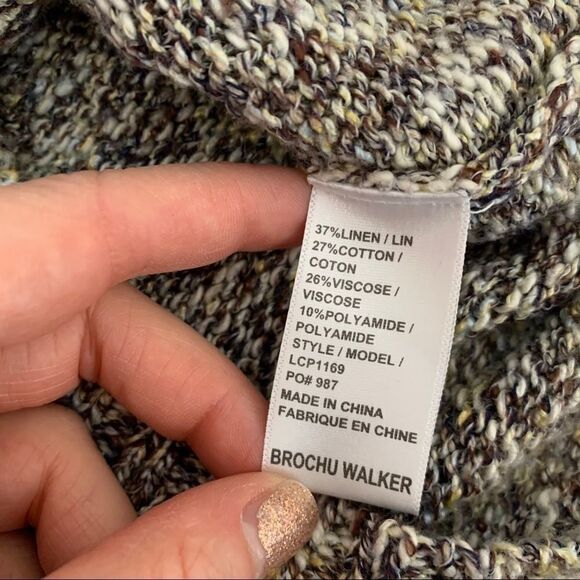 37%LINEN / LIN
27%COTTON /
COTON
26%VISCOSE /
VISCOSE
10%POLYAMIDE /
POLYAMIDE
STYLE / MODEL /
LCP1169
PO# 987
MADE IN CHINA
FABRIQUE EN CHINE
BROCHU WALKER